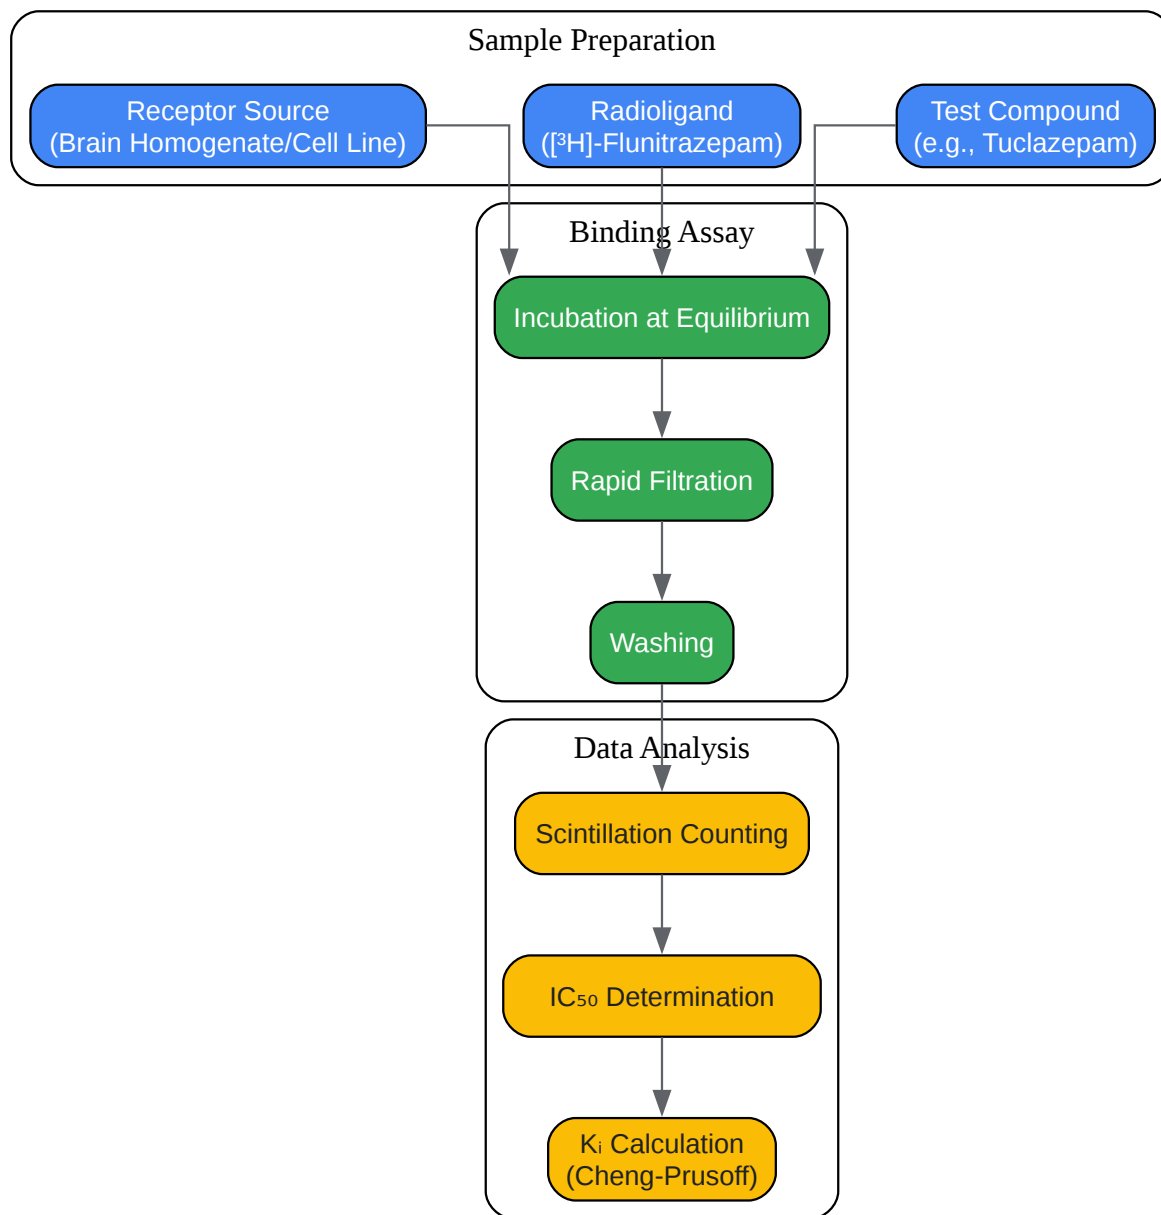 Sample Preparation
Receptor Source
(Brain Homogenate/Cell Line)
Radioligand
([³H]-Flunitrazepam)
Test Compound
(e.g., Tuclazepam)
Binding Assay
Incubation at Equilibrium
Rapid Filtration
Washing
Data Analysis
Scintillation Counting
IC₅₀ Determination
Kᵢ Calculation
(Cheng-Prusoff)